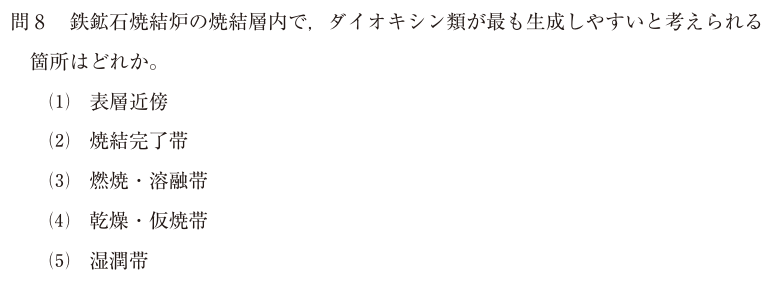 問８　鉄鉱石焼結炉の焼結層内で，ダイオキシン類が最も生成しやすいと考えられる
箇所はどれか。
(1)　表層近傍
(2)　焼結完了帯
(3)　燃焼・溶融帯
(4)　乾燥・仮焼帯
(5)　湿潤帯